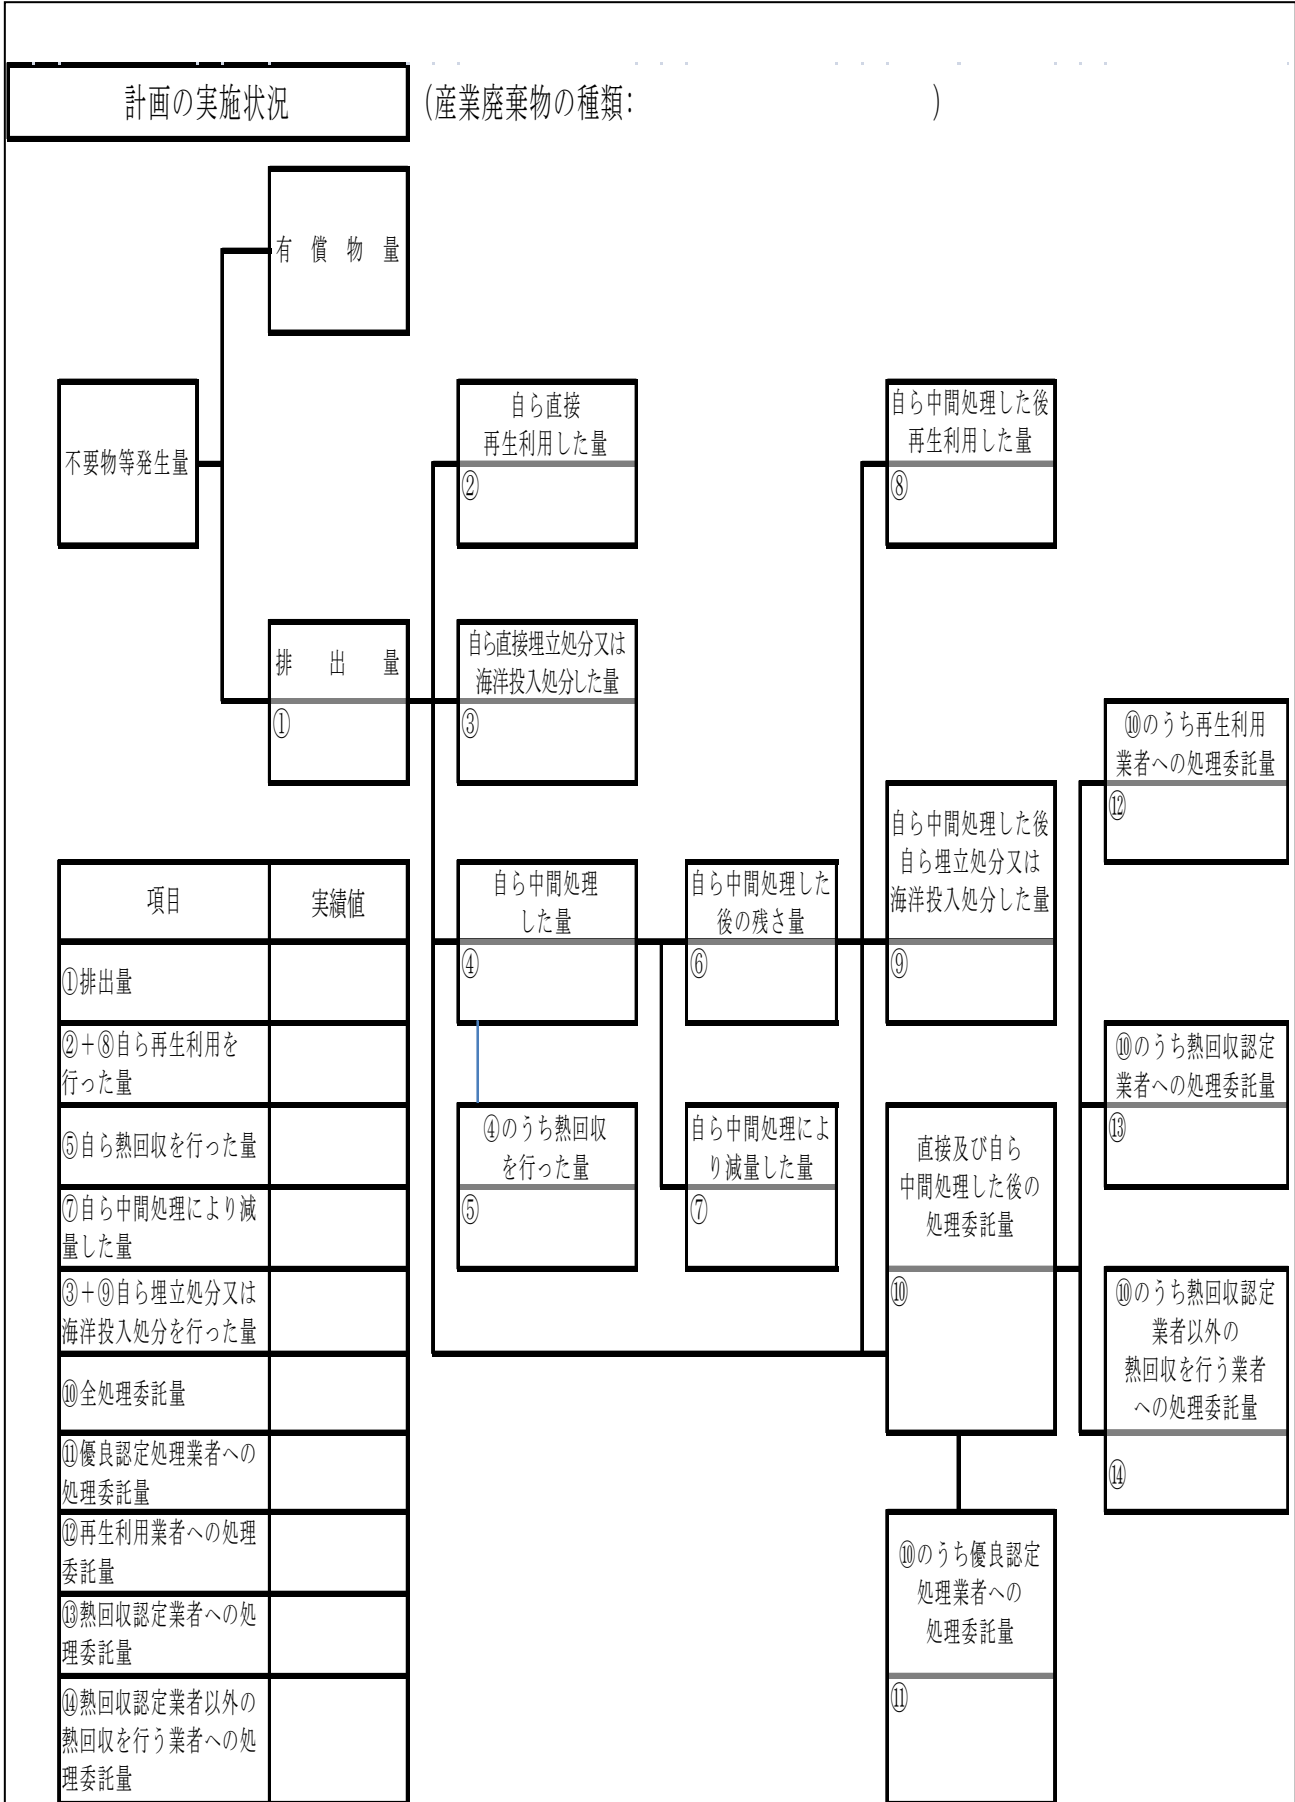 計画の実施状況
(産業廃棄物の種類: )
有 償 物 量
不要物等発生量
自ら直接
再生利用した量
②
自ら中間処理した後
再生利用した量
⑧
排 出 量
①
自ら直接埋立処分又は
海洋投入処分した量
③
⑩のうち再生利用
業者への処理委託量
⑫
自ら中間処理した後
自ら埋立処分又は
海洋投入処分した量
⑨
自ら中間処理
した量
④
自ら中間処理した
後の残さ量
⑥
⑩のうち熱回収認定
業者への処理委託量
⑬
④のうち熱回収
を行った量
⑤
自ら中間処理によ
り減量した量
⑦
直接及び自ら
中間処理した後の
処理委託量
⑩
⑩のうち熱回収認定
業者以外の
熱回収を行う業者
への処理委託量
⑭
⑩のうち優良認定
処理業者への
処理委託量
⑪
項目 実績値
①排出量
②+⑧自ら再生利用を
行った量
⑤自ら熱回収を行った量
⑦自ら中間処理により減
量した量
③+⑨自ら埋立処分又は
海洋投入処分を行った量
⑩全処理委託量
⑪優良認定処理業者への
処理委託量
⑫再生利用業者への処理
委託量
⑬熱回収認定業者への処
理委託量
⑭熱回収認定業者以外の
熱回収を行う業者への処
理委託量